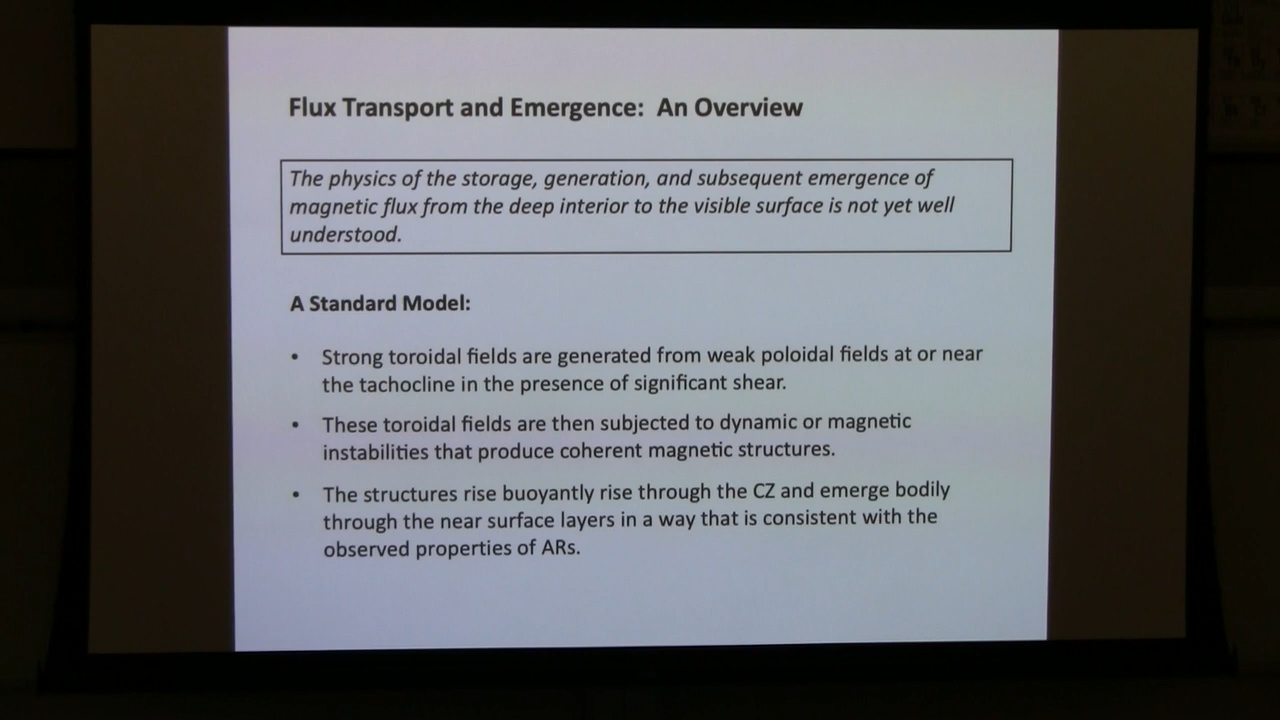 Flux Transport and Emergence: An Overview
The physics of the storage, generation, and subsequent emergence of
magnetic flux from the deep interior to the visible surface is not yet well
understood.
A Standard Model:
• Strong toroidal fields are generated from weak poloidal fields at or near
the tachocline in the presence of significant shear.
• These toroidal fields are then subjected to dynamic or magnetic
instabilities that produce coherent magnetic structures.
• The structures rise buoyantly rise through the CZ and emerge bodily
through the near surface layers in a way that is consistent with the
observed properties of ARs.